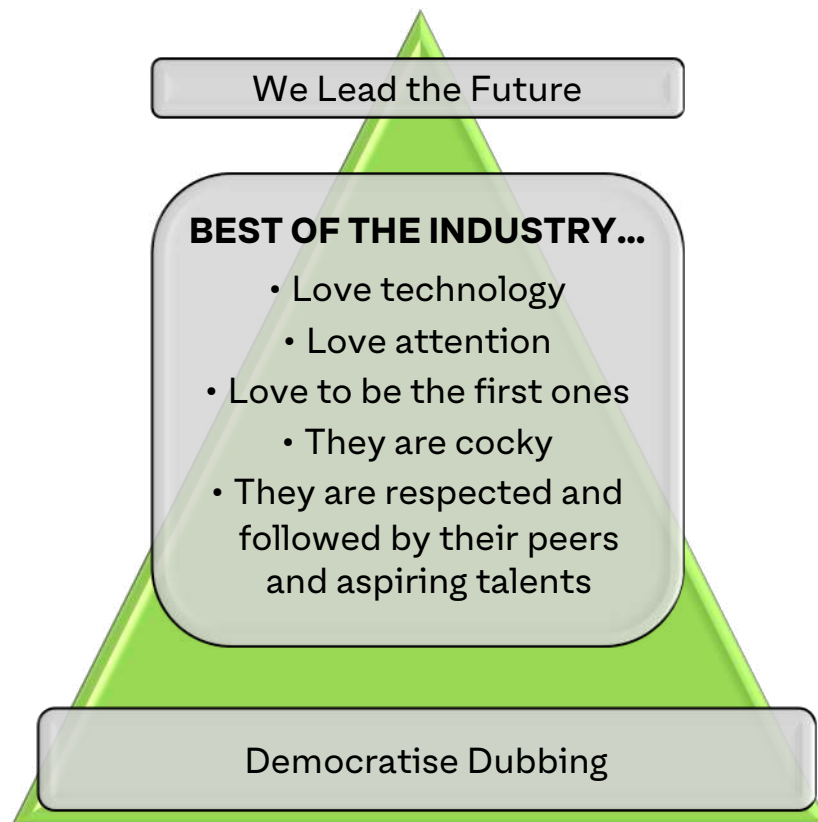 We Lead the Future
BEST OF THE INDUSTRY...
• Love technology
• Love attention
• Love to be the first ones
• They are cocky
• They are respected and
followed by their peers
and aspiring talents
Democratise Dubbing